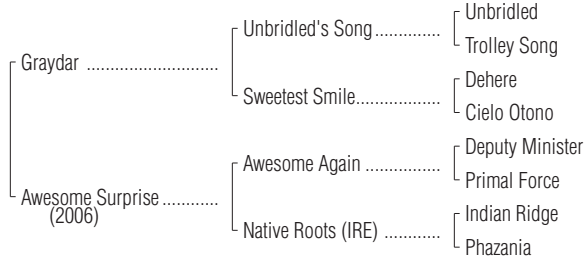 Unbridled
Unbridled's Song..............
Trolley Song
Graydar ............................
Dehere
Sweetest Smile..................
Cielo Otono
Deputy Minister
Awesome Again ................
Primal Force
Awesome Surprise ............
(2006)
Indian Ridge
Native Roots (IRE) ............
Phazania